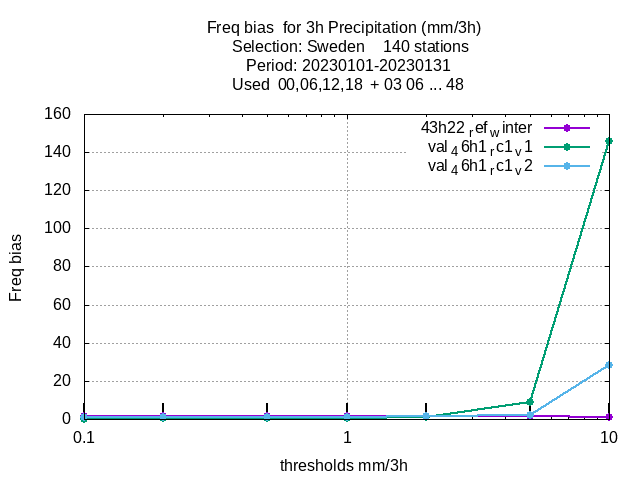 Freq bias  for 3h Precipitation (mm/3h)
Selection: Sweden    140 stations
Period: 20230101-20230131
Used  00,06,12,18  + 03 06 ... 48
43h22 r ef w inter
val 4 6h1 r c1 v 1
val 4 6h1 r c1 v 2
160
140
120
100
80
60
40
20
0
Freq bias
0.1
1
10
thresholds mm/3h